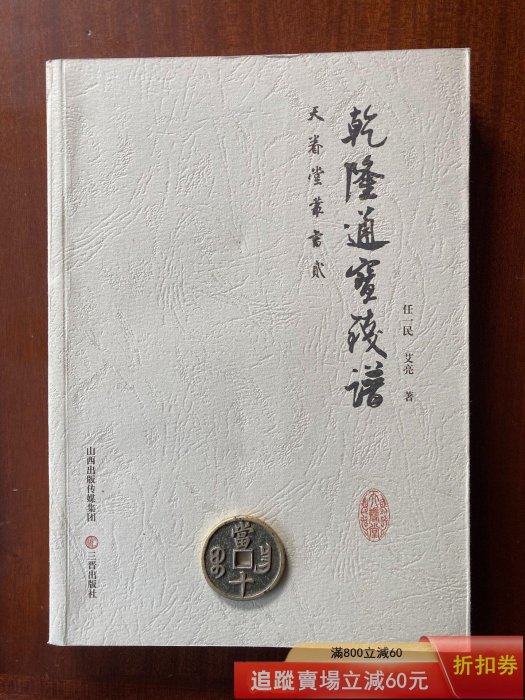 乾隆通寶錢譜
天眷堂叢書貳
任一民 艾亮 著
山西出版传媒集团
三晋出版社
當十
滿800立減60
追蹤賣場立減60元
折扣券